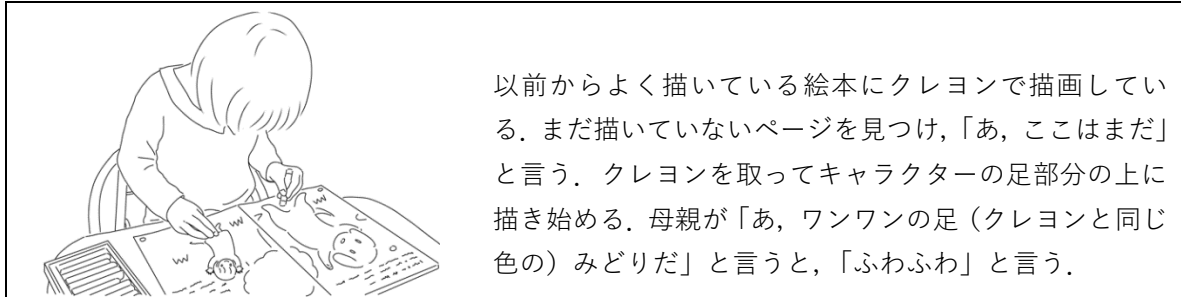 以前からよく描いている絵本にクレヨンで描画してい
る．まだ描いていないページを見つけ,「あ, ここはまだ」
と言う．クレヨンを取ってキャラクターの足部分の上に
描き始める．母親が「あ, ワンワンの足（クレヨンと同じ
色の）みどりだ」と言うと,「ふわふわ」と言う．